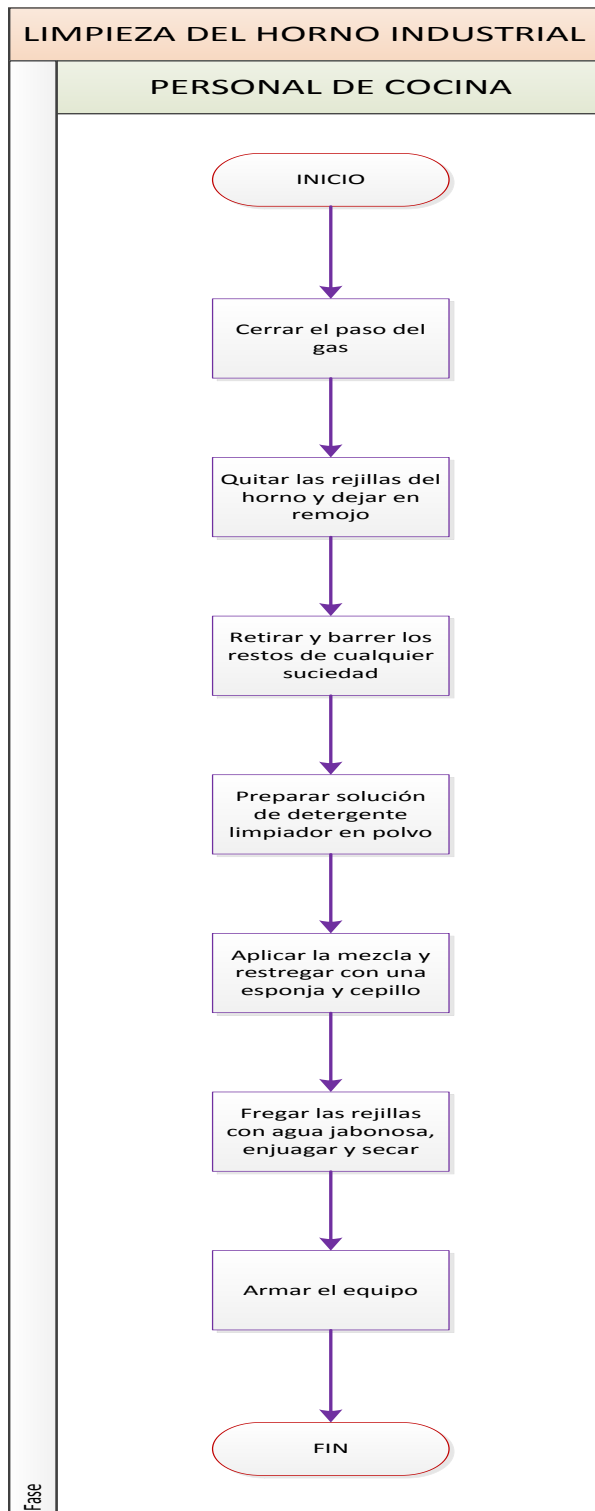 LIMPIEZA DEL HORNO INDUSTRIAL
PERSONAL DE COCINA
INICIO
Cerrar el paso del
gas
Quitar las rejillas del
horno y dejar en
remojo
Retirar y barrer los
restos de cualquier
suciedad
Preparar solución
de detergente
limpiador en polvo
Aplicar la mezcla y
restregar con una
esponja y cepillo
Fregar las rejillas
con agua jabonosa,
enjuagar y secar
Armar el equipo
FIN
Fase